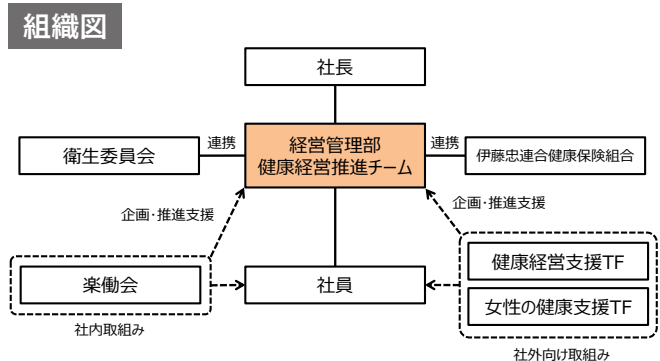 組織図
社長
衛生委員会
連携
経営管理部
健康経営推進チーム
連携
伊藤忠連合健康保険組合
企画・推進支援
企画・推進支援
楽働会
社員
健康経営支援TF
女性の健康支援TF
社内取組み
社外向け取組み